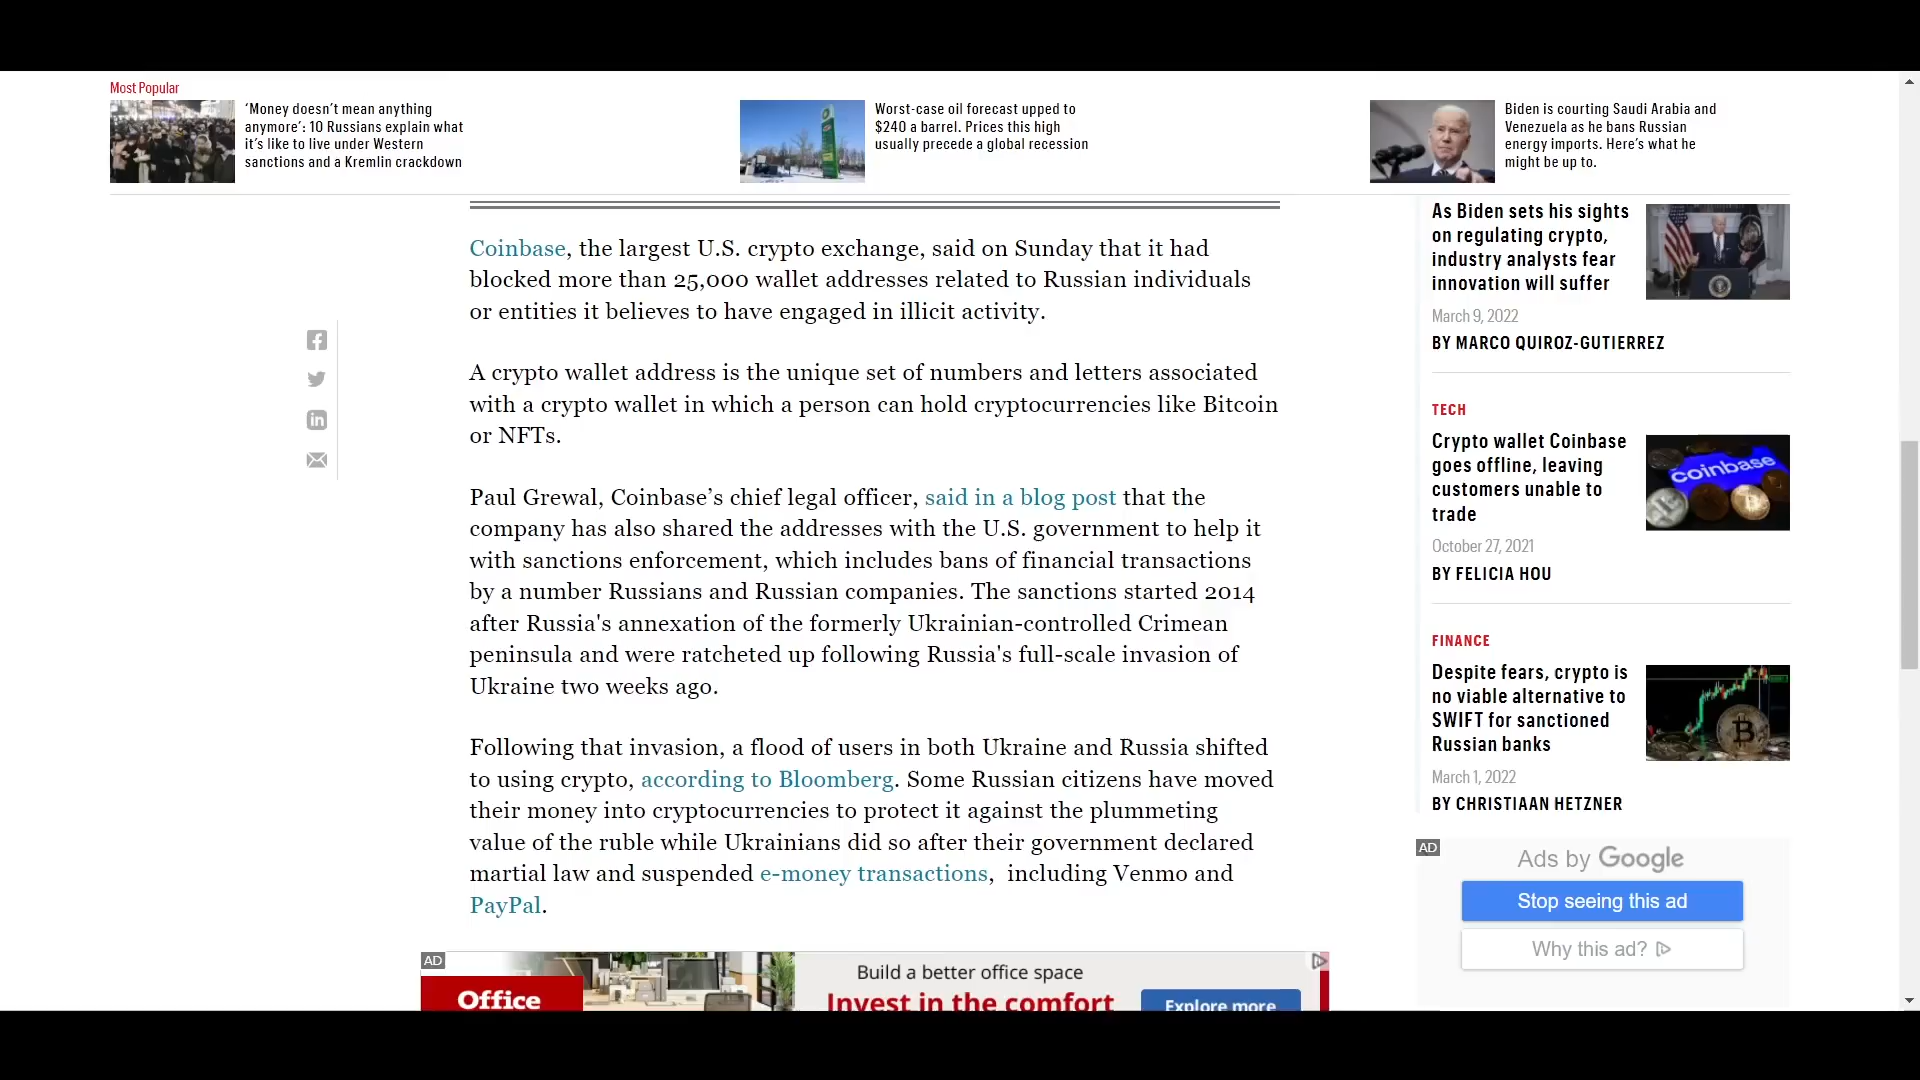 Most Popular
‘Money doesn’t mean anything
anymore’: 10 Russians explain what
it’s like to live under Western
sanctions and a Kremlin crackdown
Worst-case oil forecast upped to
$240 a barrel. Prices this high
usually precede a global recession
Biden is courting Saudi Arabia and
Venezuela as he bans Russian
energy imports. Here’s what he
might be up to.
Coinbase, the largest U.S. crypto exchange, said on Sunday that it had
blocked more than 25,000 wallet addresses related to Russian individuals
or entities it believes to have engaged in illicit activity.
A crypto wallet address is the unique set of numbers and letters associated
with a crypto wallet in which a person can hold cryptocurrencies like Bitcoin
or NFTs.
Paul Grewal, Coinbase’s chief legal officer, said in a blog post that the
company has also shared the addresses with the U.S. government to help it
with sanctions enforcement, which includes bans of financial transactions
by a number Russians and Russian companies. The sanctions started 2014
after Russia's annexation of the formerly Ukrainian-controlled Crimean
peninsula and were ratcheted up following Russia's full-scale invasion of
Ukraine two weeks ago.
Following that invasion, a flood of users in both Ukraine and Russia shifted
to using crypto, according to Bloomberg. Some Russian citizens have moved
their money into cryptocurrencies to protect it against the plummeting
value of the ruble while Ukrainians did so after their government declared
martial law and suspended e-money transactions,  including Venmo and
PayPal.
AD
Office
Build a better office space
Invest in the comfort
Explore more
As Biden sets his sights
on regulating crypto,
industry analysts fear
innovation will suffer
March 9, 2022
BY MARCO QUIROZ-GUTIERREZ
TECH
Crypto wallet Coinbase
goes offline, leaving
customers unable to
trade
coinbase
October 27, 2021
BY FELICIA HOU
FINANCE
Despite fears, crypto is
no viable alternative to
SWIFT for sanctioned
Russian banks
March 1, 2022
BY CHRISTIAAN HETZNER
AD
Ads by Google
Stop seeing this ad
Why this ad?